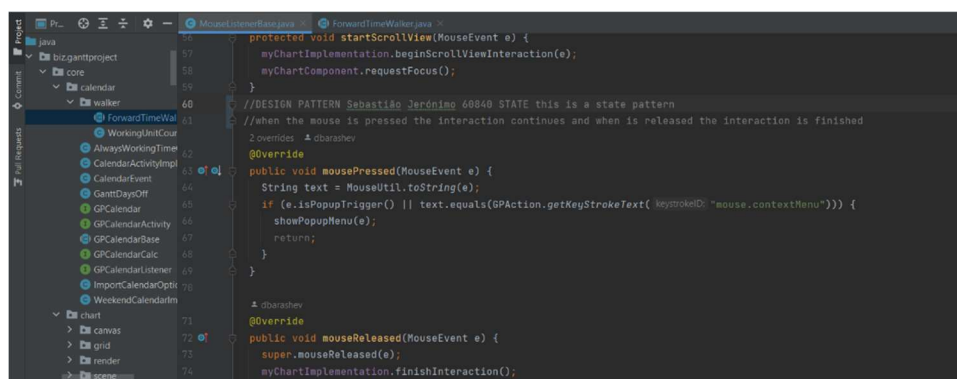 Pr...
MouseListenerBase.java
ForwardTimeWalker.java
Project
Commit
Pull Requests
java
biz.ganttproject
core
calendar
walker
ForwardTimeWal
WorkingUnitCour
AlwaysWorkingTime
CalendarActivityImpl
CalendarEvent
GanttDaysOff
GPCalendar
GPCalendarActivity
GPCalendarBase
GPCalendarCalc
GPCalendarListener
ImportCalendarOptio
WeekendCalendarIm
chart
canvas
grid
render
scene
56 protected void startScrollView(MouseEvent e) {
57 myChartImplementation.beginScrollViewInteraction(e);
58 myChartComponent.requestFocus();
59 }
60 //DESIGN PATTERN Sebastião Jerónimo 60840 STATE this is a state pattern
61 //when the mouse is pressed the interaction continues and when is released the interaction is finished
2 overrides dbarashev
62 @Override
63 public void mousePressed(MouseEvent e) {
64 String text = MouseUtil.toString(e);
65 if (e.isPopupTrigger() || text.equals(GPAction.getKeyStrokeText( keystrokeID: "mouse.contextMenu"))) {
66 showPopupMenu(e);
67 return;
68 }
69 }
70
dbarashev
71 @Override
72 public void mouseReleased(MouseEvent e) {
73 super.mouseReleased(e);
74 myChartImplementation.finishInteraction();